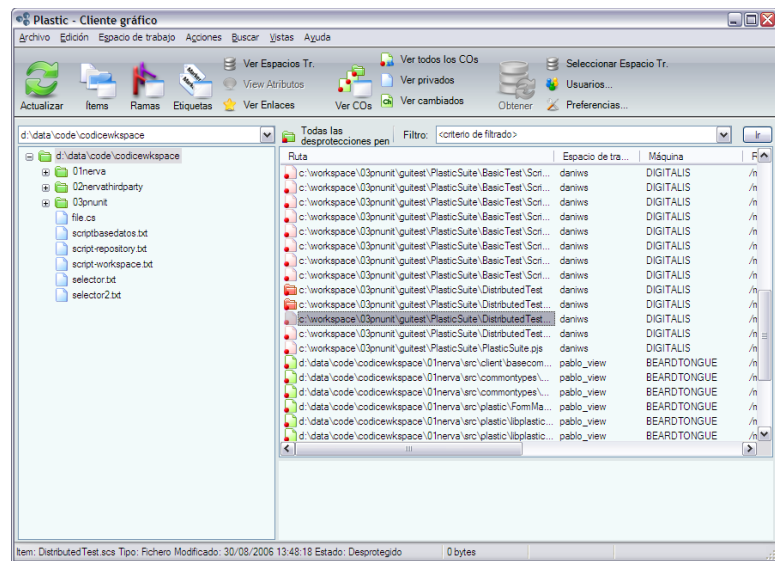 Plastic - Cliente gráfico
Archivo Edición Espacio de trabajo Acciones Buscar Vistas Ayuda
Actualizar
Ítems
Ramas
Etiquetas
Ver Espacios Tr.
View Atributos
Ver Enlaces
Ver COs
Ver todos los COs
Ver privados
Ver cambiados
Obtener
Seleccionar Espacio Tr.
Usuarios...
Preferencias...
d:\data\code\codicewkspace
Todas las desprotecciones pen
Filtro: <criterio de filtrado>
Ir
d:\data\code\codicewkspace
01nerva
02nervathirdparty
03pnunit
file.cs
scriptbasedatos.txt
script-repository.txt
script-workspace.txt
selector.txt
selector2.txt
Ruta Espacio de tra... Máquina
c:\workspace\03pnunit\guitest\PlasticSuite\BasicTest\Scri... daniws DIGITALIS /n
c:\workspace\03pnunit\guitest\PlasticSuite\BasicTest\Scri... daniws DIGITALIS /n
c:\workspace\03pnunit\guitest\PlasticSuite\BasicTest\Scri... daniws DIGITALIS /n
c:\workspace\03pnunit\guitest\PlasticSuite\BasicTest\Scri... daniws DIGITALIS /n
c:\workspace\03pnunit\guitest\PlasticSuite\BasicTest\Scri... daniws DIGITALIS /n
c:\workspace\03pnunit\guitest\PlasticSuite\BasicTest\Scri... daniws DIGITALIS /n
c:\workspace\03pnunit\guitest\PlasticSuite\BasicTest\Scri... daniws DIGITALIS /n
c:\workspace\03pnunit\guitest\PlasticSuite\BasicTest\Scri... daniws DIGITALIS /n
c:\workspace\03pnunit\guitest\PlasticSuite\DistributedTest daniws DIGITALIS /n
c:\workspace\03pnunit\guitest\PlasticSuite\DistributedTest... daniws DIGITALIS /n
c:\workspace\03pnunit\guitest\PlasticSuite\DistributedTest... daniws DIGITALIS /n
c:\workspace\03pnunit\guitest\PlasticSuite\DistributedTest... daniws DIGITALIS /n
c:\workspace\03pnunit\guitest\PlasticSuite\PlasticSuite.pjs daniws DIGITALIS /n
d:\data\code\codicewkspace\01nerva\src\client\basecom... pablo_view BEARDTONGUE /n
d:\data\code\codicewkspace\01nerva\src\commontypes\... pablo_view BEARDTONGUE /n
d:\data\code\codicewkspace\01nerva\src\commontypes\... pablo_view BEARDTONGUE /n
d:\data\code\codicewkspace\01nerva\src\plastic\FormMa... pablo_view BEARDTONGUE /n
d:\data\code\codicewkspace\01nerva\src\plastic\libplastic... pablo_view BEARDTONGUE /n
d:\data\code\codicewkspace\01nerva\src\plastic\libplastic... pablo_view BEARDTONGUE /n
Item: DistributedTest.scs Tipo: Fichero Modificado: 30/08/2006 13:48:18 Estado: Desprotegido 0 bytes